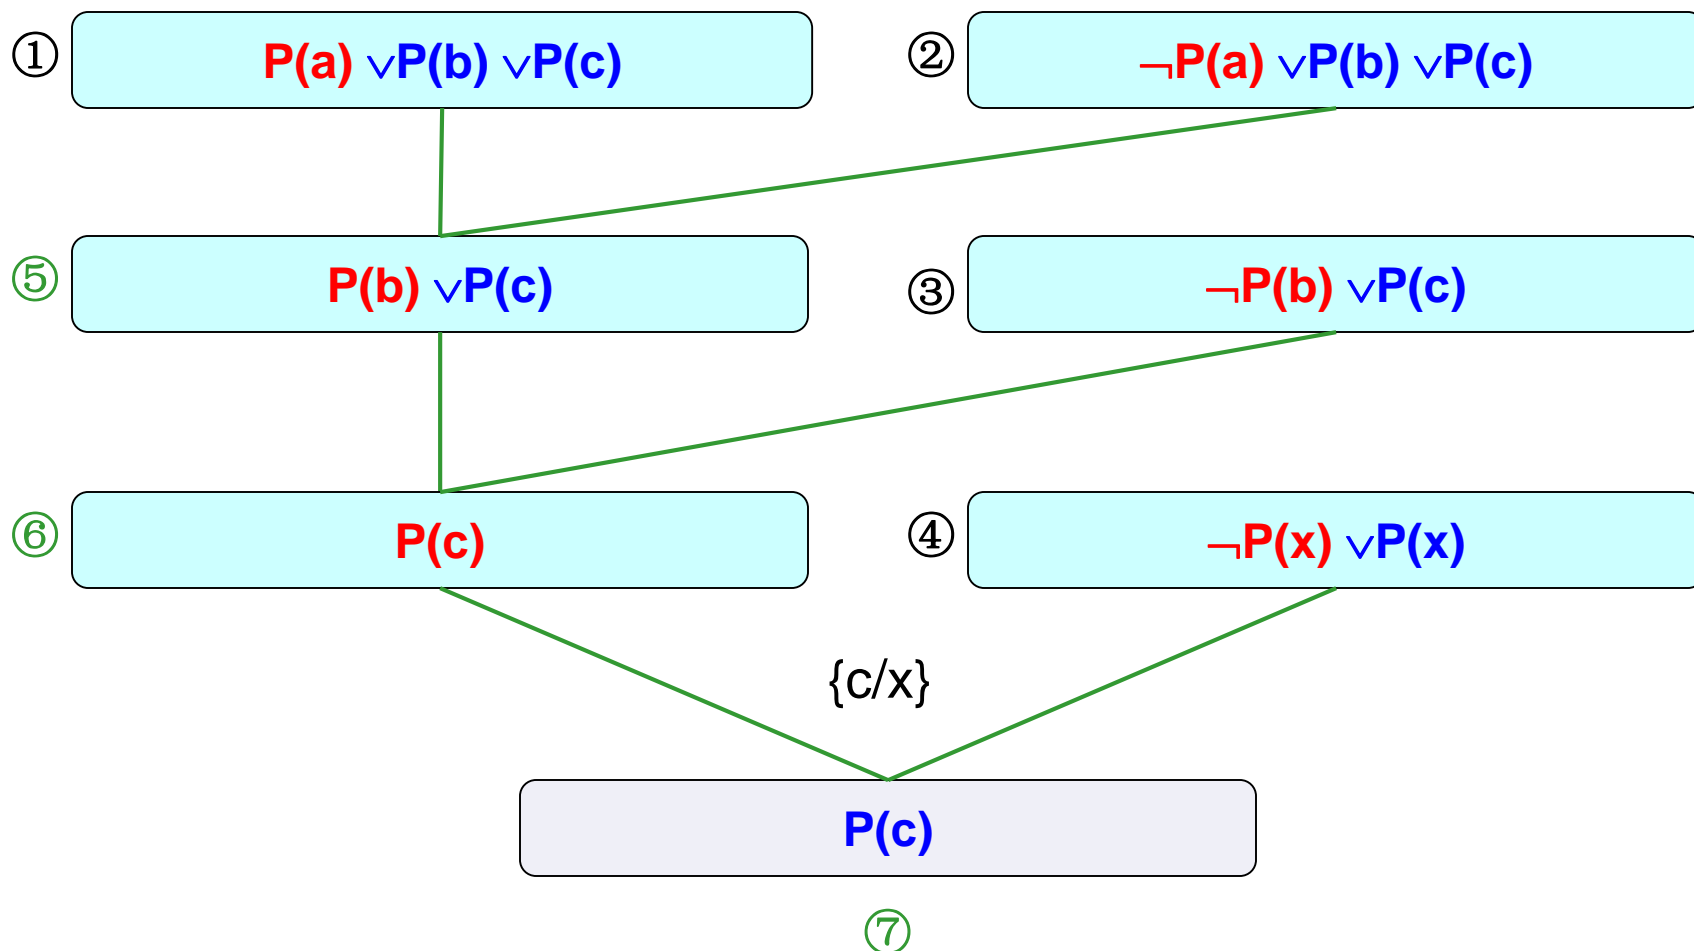 ① P(a) ∨P(b) ∨P(c)
② ¬P(a) ∨P(b) ∨P(c)
⑤ P(b) ∨P(c)
③ ¬P(b) ∨P(c)
⑥ P(c)
④ ¬P(x) ∨P(x)
{c/x}
P(c)
⑦